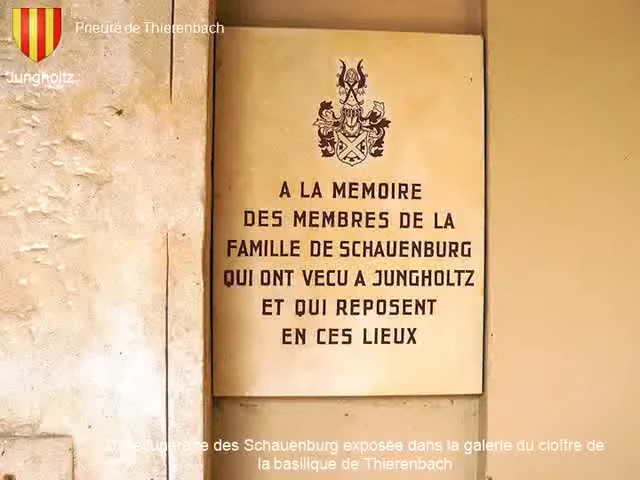 Prieuré de Thierenbach
Jungholtz
A LA MEMOIRE
DES MEMBRES DE LA
FAMILLE DE SCHAUENBURG
QUI ONT VECU A JUNGHOLTZ
ET QUI REPOSENT
EN CES LIEUX
funéraire des Schauenburg exposée dans la galerie du cloître de
la basilique de Thierenbach